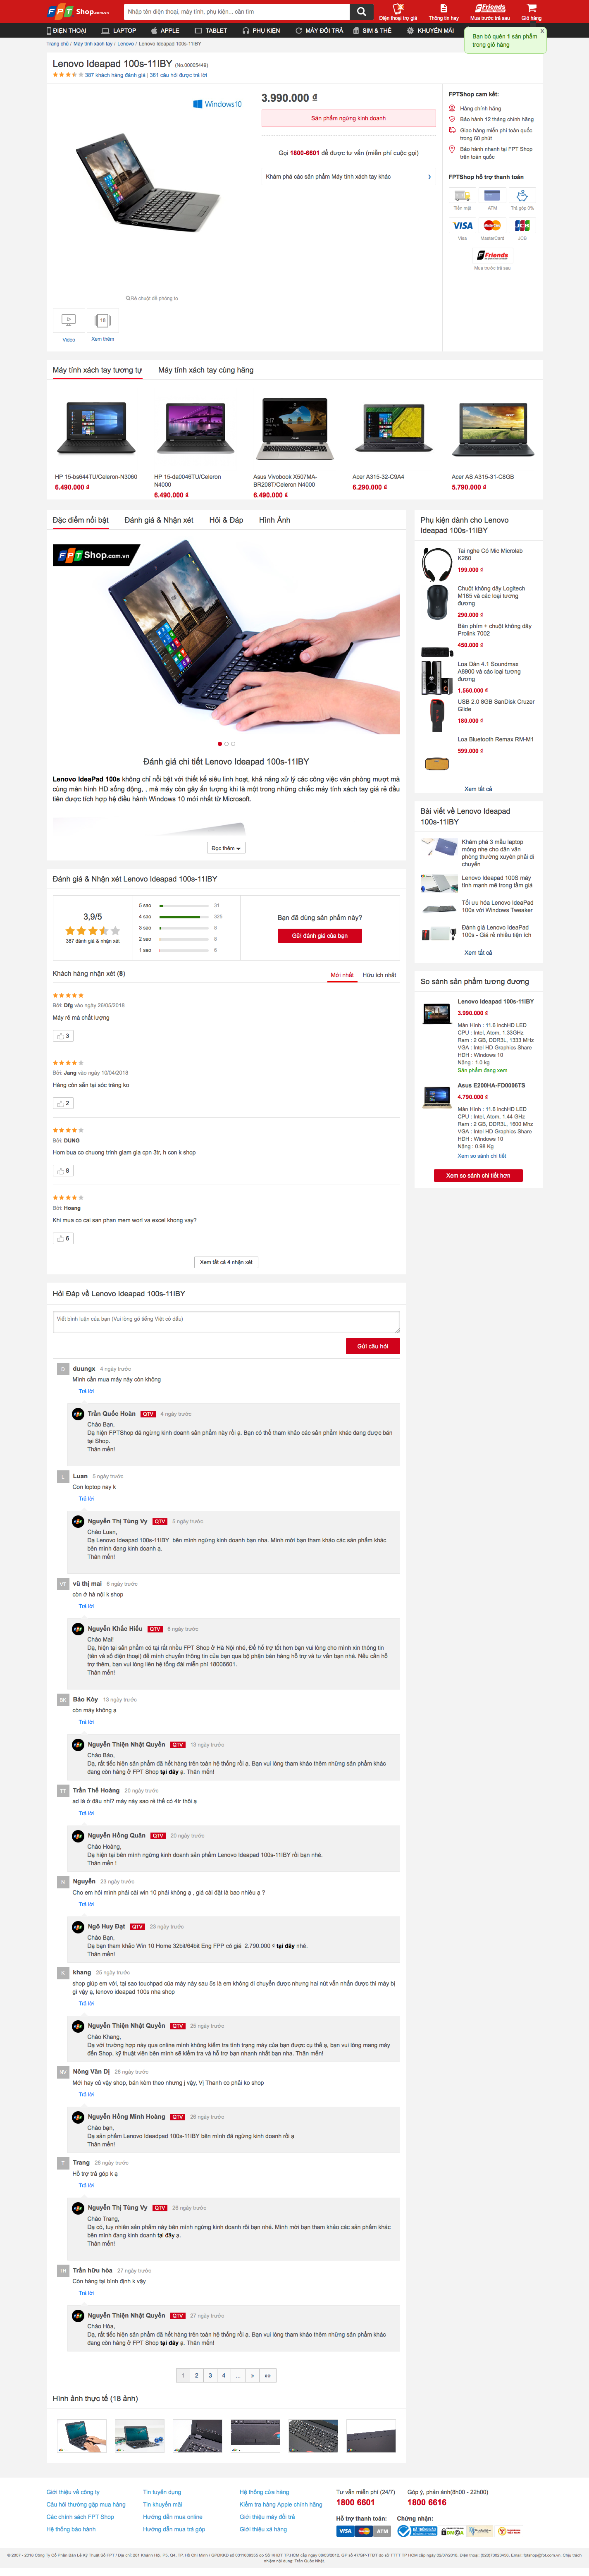 FPT Shop.com.vn
Nhập tên điện thoại, máy tính, phụ kiện... cần tìm
Điện thoại trợ giá
Thông tin hay
F.Friends
Mua trước trả sau
Giỏ hàng
ĐIỆN THOẠI
LAPTOP
APPLE
TABLET
PHỤ KIỆN
MÁY ĐỔI TRẢ
SIM & THẺ
KHUYẾN MÃI
X
Bạn bỏ quên 1 sản phẩm
trong giỏ hàng
Trang chủ / Máy tính xách tay / Lenovo / Lenovo Ideapad 100s-11IBY
Lenovo Ideapad 100s-11IBY (No.00005449)
387 khách hàng đánh giá | 361 câu hỏi được trả lời
Windows10
3.990.000 ₫
Sản phẩm ngừng kinh doanh
Gọi 1800-6601 để được tư vấn (miễn phí cuộc gọi)
Khám phá các sản phẩm Máy tính xách tay khác
FPTShop cam kết:
Hàng chính hãng
Bảo hành 12 tháng chính hãng
Giao hàng miễn phí toàn quốc
trong 60 phút
Bảo hành nhanh tại FPT Shop
trên toàn quốc
FPTShop hỗ trợ thanh toán
Tiền mặt
ATM
Trả góp 0%
VISA
MasterCard
JCB
Visa
MasterCard
JCB
F.Friends
Mua trước trả sau
Kê chuột để phóng to
18
Video
Xem thêm
Máy tính xách tay tương tự
Máy tính xách tay cùng hãng
HP 15-bs644TU/Celeron-N3060
6.490.000 ₫
HP 15-da0046TU/Celeron
N4000
6.490.000 ₫
Asus Vivobook X507MA-
BR208T/Celeron N4000
6.490.000 ₫
Acer A315-32-C9A4
6.290.000 ₫
Acer AS A315-31-C8GB
5.790.000 ₫
Đặc điểm nổi bật
Đánh giá & Nhận xét
Hỏi & Đáp
Hình Ảnh
FPT Shop.com.vn
Đánh giá chi tiết Lenovo Ideapad 100s-11IBY
Lenovo IdeaPad 100s không chỉ nổi bật với thiết kế siêu linh hoạt, khả năng xử lý các công việc văn phòng mượt mà
cùng màn hình HD sống động, , mà máy còn gây ấn tượng khi là một trong những chiếc máy tính xách tay giá rẻ đầu
tiên được tích hợp hệ điều hành Windows 10 mới nhất từ Microsoft.
Đọc thêm
Phụ kiện dành cho Lenovo
Ideapad 100s-11IBY
Tai nghe Có Mic Microlab
K260
199.000 ₫
Chuột không dây Logitech
M185 và các loại tương
đương
290.000 ₫
Bàn phím + chuột không dây
Prolink 7002
450.000 ₫
Loa Dàn 4.1 Soundmax
A8900 và các loại tương
đương
1.560.000 ₫
USB 2.0 8GB SanDisk Cruzer
Glide
180.000 ₫
Loa Bluetooth Remax RM-M1
599.000 ₫
Xem tất cả
Bài viết về Lenovo Ideapad
100s-11IBY
Khám phá 3 mẫu laptop
mỏng nhẹ cho dân văn
phòng thường xuyên phải di
chuyển
Lenovo Ideapad 100S máy
tính mạnh mẽ trong tầm giá
Tối ưu hóa Lenovo IdeaPad
100s với Windows Tweaker
Đánh giá Lenovo IdeaPad
100s - Giá rẻ nhiều tiện ích
Xem tất cả
Đánh giá & Nhận xét Lenovo Ideapad 100s-11IBY
3,9/5
387 đánh giá & nhận xét
5 sao 31
4 sao 325
3 sao
2 sao
1 sao
Bạn đã dùng sản phẩm này?
Gửi đánh giá của bạn
Khách hàng nhận xét (8)
Mới nhất
Hữu ích nhất
Bởi: Dfg vào ngày 26/05/2018
Máy rẻ mà chất lượng
3
Bởi: Jang vào ngày 10/04/2018
Hàng còn sẵn tại sóc trăng ko
2
Bởi: DUNG
Hom bua co chuong trinh giam gia cpn 3tr, h con k shop
8
Bởi: Hoang
Khi mua co cai san phan mem worl va excel khong vay?
6
Xem tất cả 4 nhận xét
So sánh sản phẩm tương đương
Lenovo Ideapad 100s-11IBY
3.990.000 ₫
Màn Hình : 11.6 inchHD LED
CPU : Intel, Atom, 1.33GHz
Ram : 2 GB, DDR3L, 1333 MHz
VGA : Intel HD Graphics Share
HĐH : Windows 10
Nặng : 1.0 kg
Sản phẩm đang xem
Asus E200HA-FD0006TS
4.790.000 ₫
Màn Hình : 11.6 inchHD LED
CPU : Intel, Atom, 1.44 GHz
Ram : 2 GB, DDR3L, 1600 Mhz
VGA : Intel HD Graphics Share
HĐH : Windows 10
Nặng : 0.98 Kg
Xem so sánh chi tiết
Xem so sánh chi tiết hơn
Hỏi Đáp về Lenovo Ideapad 100s-11IBY
Viết bình luận của bạn (Vui lòng gõ tiếng Việt có dấu)
Gửi câu hỏi
D duungx 4 ngày trước
Mình cần mua máy này còn không
Trả lời
Trần Quốc Hoàn QTV 4 ngày trước
Chào Bạn,
Dạ hiện FPTShop đã ngừng kinh doanh sản phẩm này rồi ạ. Bạn có thể tham khảo các sản phẩm khác đang được bán
tại Shop.
Thân mến!
L Luan 5 ngày trước
Con loptop nay k
Trả lời
Nguyễn Thị Tùng Vy QTV 5 ngày trước
Chào Luan,
Dạ Lenovo Ideapad 100s-11IBY bên mình ngừng kinh doanh bạn nha. Mình mời bạn tham khảo các sản phẩm khác
bên mình đang kinh doanh ạ.
Thân mến!
VT vũ thị mai 6 ngày trước
còn ở hà nội k shop
Trả lời
Nguyễn Khắc Hiếu QTV 6 ngày trước
Chào Mai!
Dạ, hiện tại sản phẩm có tại rất nhiều FPT Shop ở Hà Nội nhé, Để hỗ trợ tốt hơn bạn vui lòng cho mình xin thông tin
(tên và số điện thoại) để mình chuyển thông tin của bạn qua bộ phận bán hàng hỗ trợ và tư vấn bạn nhé. Nếu cần hỗ
trợ thêm, bạn vui lòng liên hệ tổng đài miễn phí 18006601.
Thân mến!
BK Bảo Kòy 13 ngày trước
còn máy không ạ
Trả lời
Nguyễn Thiện Nhật Quyền QTV 13 ngày trước
Chào Bảo,
Dạ, rất tiếc hiện sản phẩm đã hết hàng trên toàn hệ thống rồi ạ. Bạn vui lòng tham khảo thêm những sản phẩm khác
đang còn hàng ở FPT Shop tại đây ạ. Thân mến!
TT Trần Thế Hoàng 20 ngày trước
ad là ở đâu nhỉ? máy này sao rẻ thế có 4tr thôi ạ
Trả lời
Nguyễn Hồng Quân QTV 20 ngày trước
Chào Hoàng,
Dạ hiện tại bên mình ngừng kinh doanh sản phẩm Lenovo Ideapad 100s-11IBY rồi bạn nhé.
Thân mến !
N Nguyễn 23 ngày trước
Cho em hỏi mình phải cài win 10 phải không ạ , giá cài đặt là bao nhiêu ạ ?
Trả lời
Ngô Huy Đạt QTV 23 ngày trước
Chào Bạn,
Dạ bạn tham khảo Win 10 Home 32bit/64bit Eng FPP có giá 2.790.000 ₫ tại đây nhé.
Thân mến!
K khang 25 ngày trước
shop giúp em với, tại sao touchpad của máy này sau 5s là em không di chuyển được nhưng hai nút vẫn nhấn được thì máy bị
gì vậy ạ, lenovo ideapad 100s nha shop
Trả lời
Nguyễn Thiện Nhật Quyền QTV 25 ngày trước
Chào Khang,
Dạ với trường hợp này qua online mình không kiểm tra tình trạng máy của bạn được cụ thể ạ, bạn vui lòng mang máy
đến Shop, kỹ thuật viên bên mình sẽ kiểm tra và hỗ trợ bạn nhanh nhất bạn nha. Thân mến!
NV Nông Văn Dị 26 ngày trước
Mới hay cũ vậy shop, bán kèm theo nhưng j vậy, Vị Thanh có phải ko shop
Trả lời
Nguyễn Hồng Minh Hoàng QTV 26 ngày trước
Chào bạn,
Dạ sản phẩm Lenovo Ideadpad 100s-11IBY bên mình đã ngừng kinh doanh rồi ạ
Thân mến!
T Trang 26 ngày trước
Hỗ trợ trả góp k ạ
Trả lời
Nguyễn Thị Tùng Vy QTV 26 ngày trước
Chào Trang,
Dạ có, tuy nhiên sản phẩm này bên mình ngừng kinh doanh rồi bạn nhé. Mình mời bạn tham khảo các sản phẩm khác
bên mình đang kinh doanh tại đây ạ.
Thân mến!
TH Trần hữu hòa 27 ngày trước
Còn hàng tại bình định k vậy
Trả lời
Nguyễn Thiện Nhật Quyền QTV 27 ngày trước
Chào Hòa,
Dạ, rất tiếc hiện sản phẩm đã hết hàng trên toàn hệ thống rồi ạ. Bạn vui lòng tham khảo thêm những sản phẩm khác
đang còn hàng ở FPT Shop tại đây ạ. Thân mến!
1 2 3 4 ... » »»
Hình ảnh thực tế (18 ảnh)
Giới thiệu về công ty
Câu hỏi thường gặp mua hàng
Các chính sách FPT Shop
Hệ thống bảo hành
Tin tuyển dụng
Tin khuyến mãi
Hướng dẫn mua online
Hướng dẫn mua trả góp
Hệ thống cửa hàng
Kiểm tra hàng Apple chính hãng
Giới thiệu máy đổi trả
Giới thiệu xả hàng
Tư vấn miễn phí (24/7)
1800 6601
Góp ý, phản ánh(8h00 - 22h00)
1800 6616
Hỗ trợ thanh toán:
VISA
ATM
Chứng nhận: